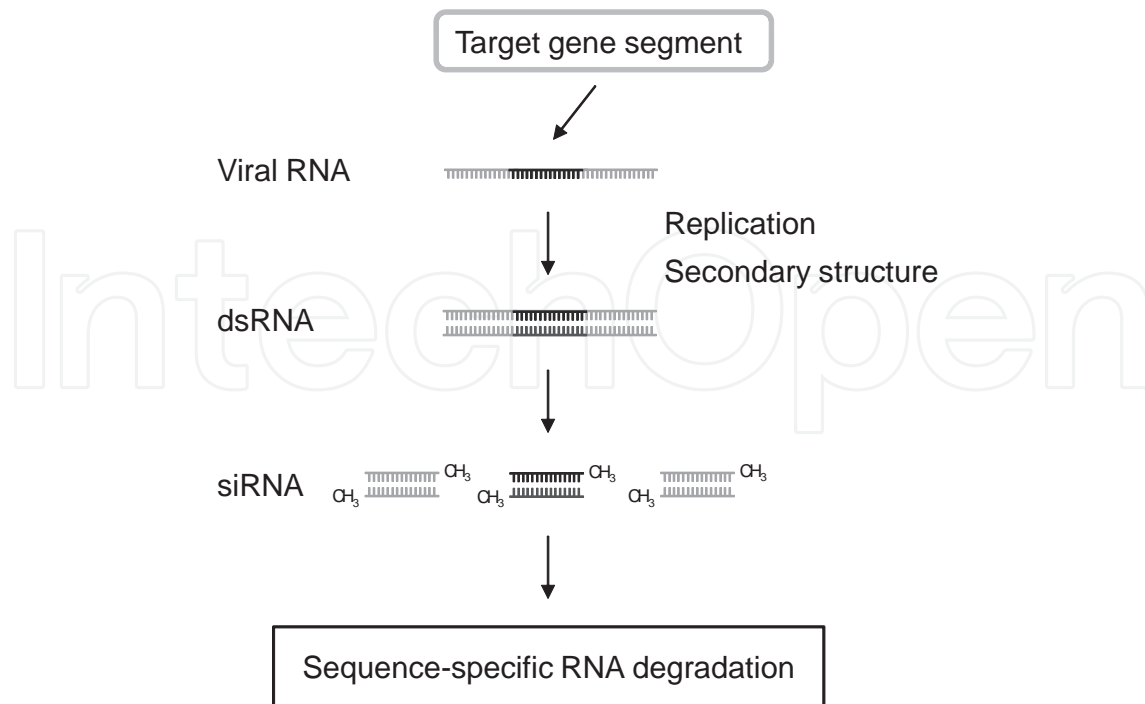 Target gene segment
Viral RNA
Replication
Secondary structure
IntechOpen
dsRNA
siRNA
CH₃
CH₃
CH₃
CH₃
CH₃
CH₃
Sequence-specific RNA degradation